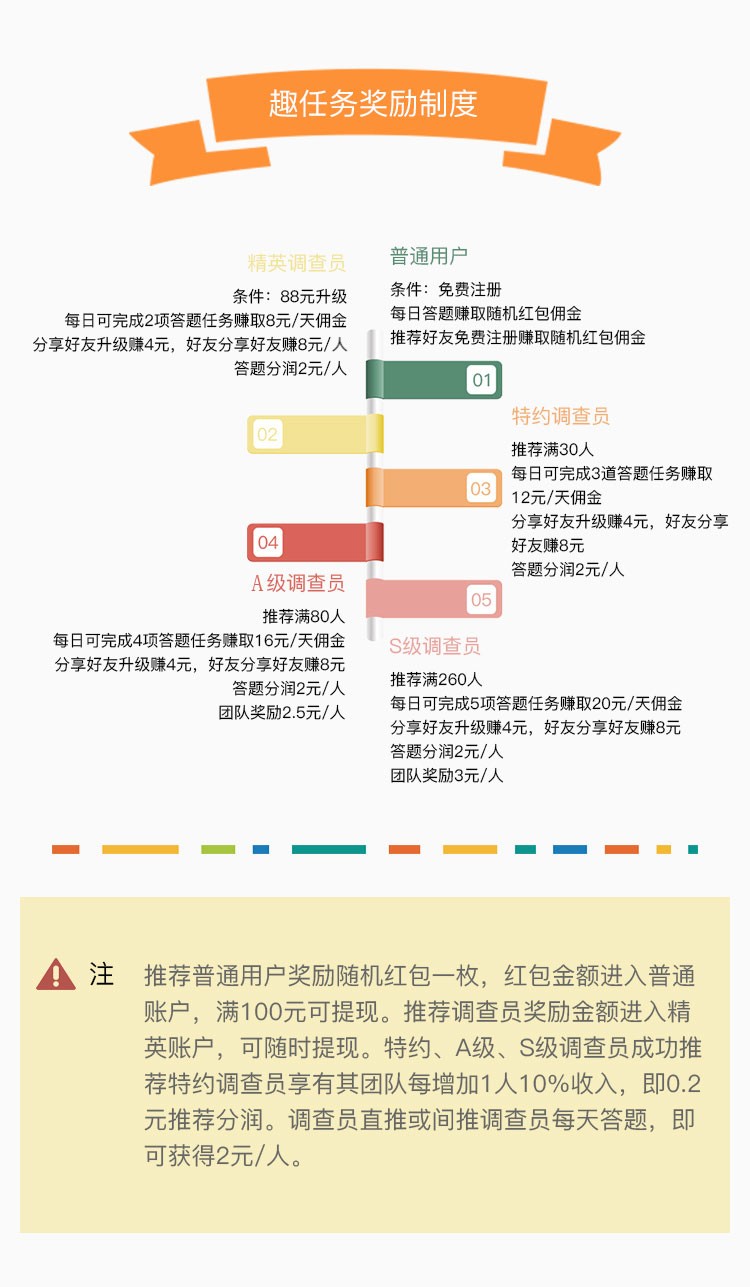 趣任务奖励制度
普通用户
条件：免费注册
每日答题赚取随机红包佣金
推荐好友免费注册赚取随机红包佣金
01
精英调查员
条件：88元升级
每日可完成2项答题任务赚取8元/天佣金
分享好友升级赚4元，好友分享好友赚8元/人
答题分润2元/人
02
特约调查员
推荐满30人
每日可完成3道答题任务赚取
12元/天佣金
分享好友升级赚4元，好友分享
好友赚8元
答题分润2元/人
03
04
A级调查员
推荐满80人
每日可完成4项答题任务赚取16元/天佣金
分享好友升级赚4元，好友分享好友赚8元
答题分润2元/人
团队奖励2.5元/人
05
S级调查员
推荐满260人
每日可完成5项答题任务赚取20元/天佣金
分享好友升级赚4元，好友分享好友赚8元
答题分润2元/人
团队奖励3元/人
注
推荐普通用户奖励随机红包一枚，红包金额进入普通
账户，满100元可提现。推荐调查员奖励金额进入精
英账户，可随时提现。特约、A级、S级调查员成功推
荐特约调查员享有其团队每增加1人10%收入，即0.2
元推荐分润。调查员直推或间推调查员每天答题，即
可获得2元/人。